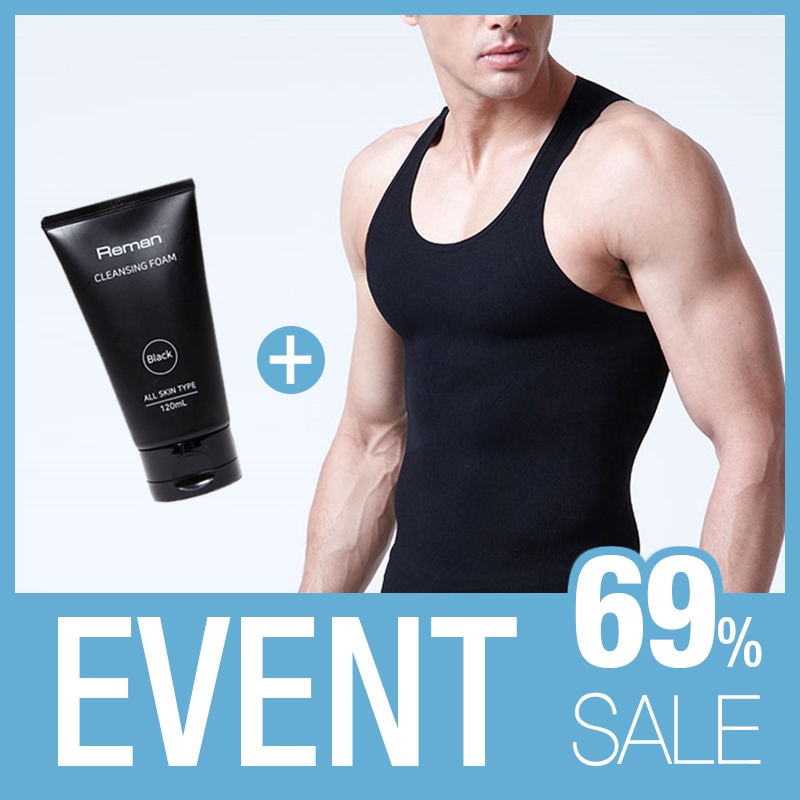 Reman
CLEANSING FOAM
Black
ALL SKIN TYPE
120mL
EVENT
69%
SALE